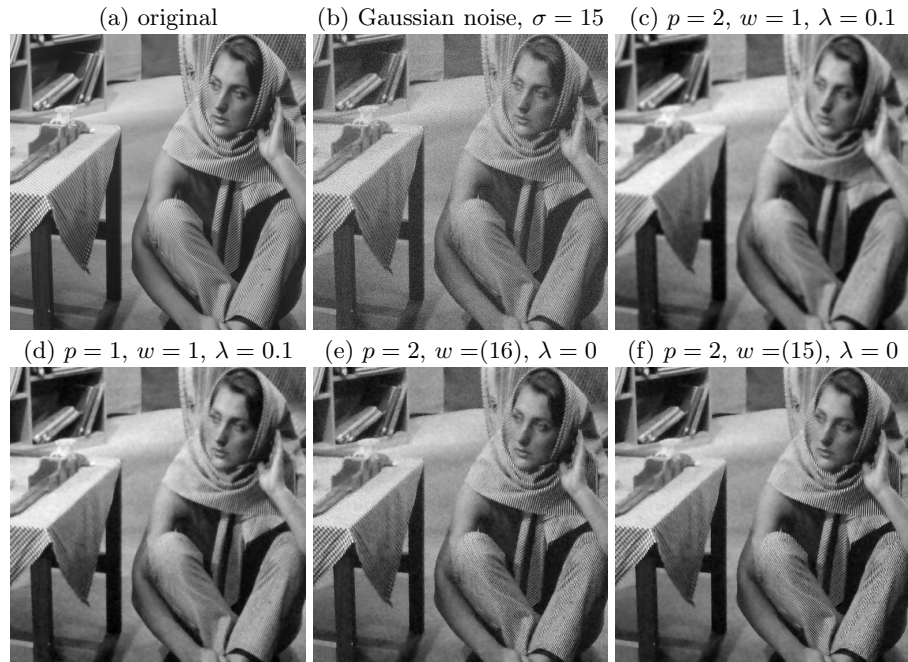 (a) original
(b) Gaussian noise, σ = 15
(c) p = 2, w = 1, λ = 0.1
(d) p = 1, w = 1, λ = 0.1
(e) p = 2, w =(16), λ = 0
(f) p = 2, w =(15), λ = 0